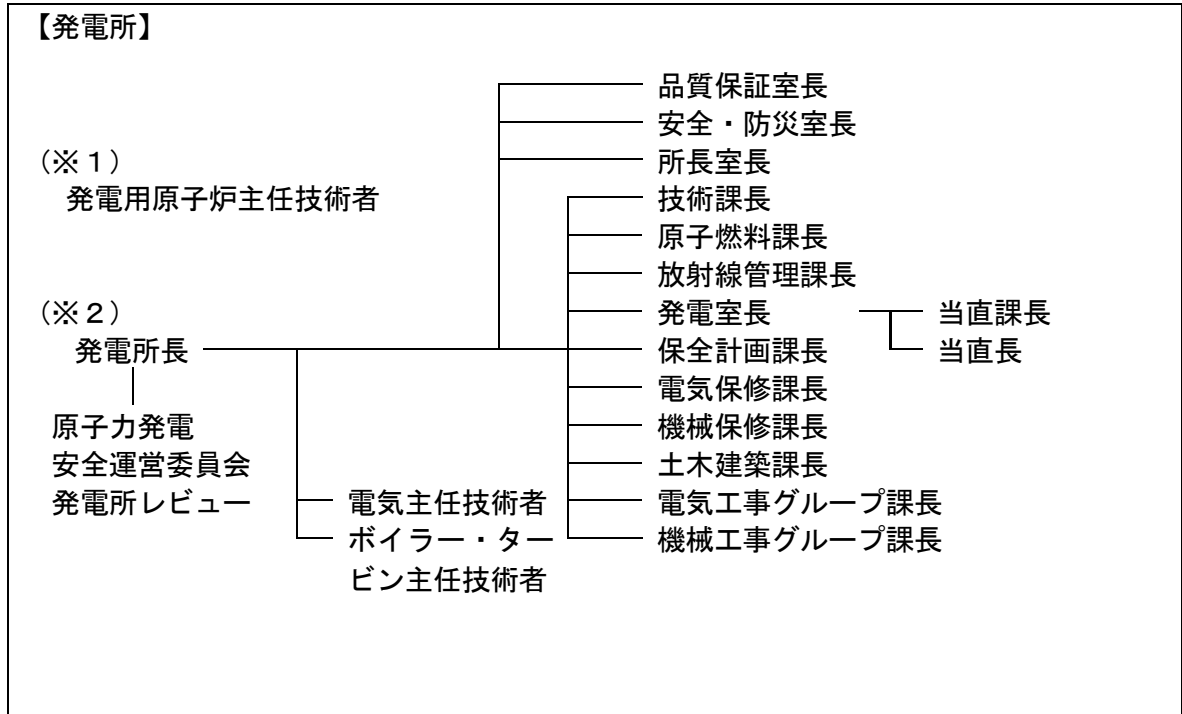 【発電所】
品質保証室長
安全・防災室長
(※1)
所長室長
発電用原子炉主任技術者
技術課長
原子燃料課長
放射線管理課長
(※2)
発電室長
当直課長
発電所長
保全計画課長
当直長
電気保修課長
原子力発電
機械保修課長
安全運営委員会
土木建築課長
発電所レビュー
電気主任技術者
電気工事グループ課長
ボイラー・ター
機械工事グループ課長
ビン主任技術者